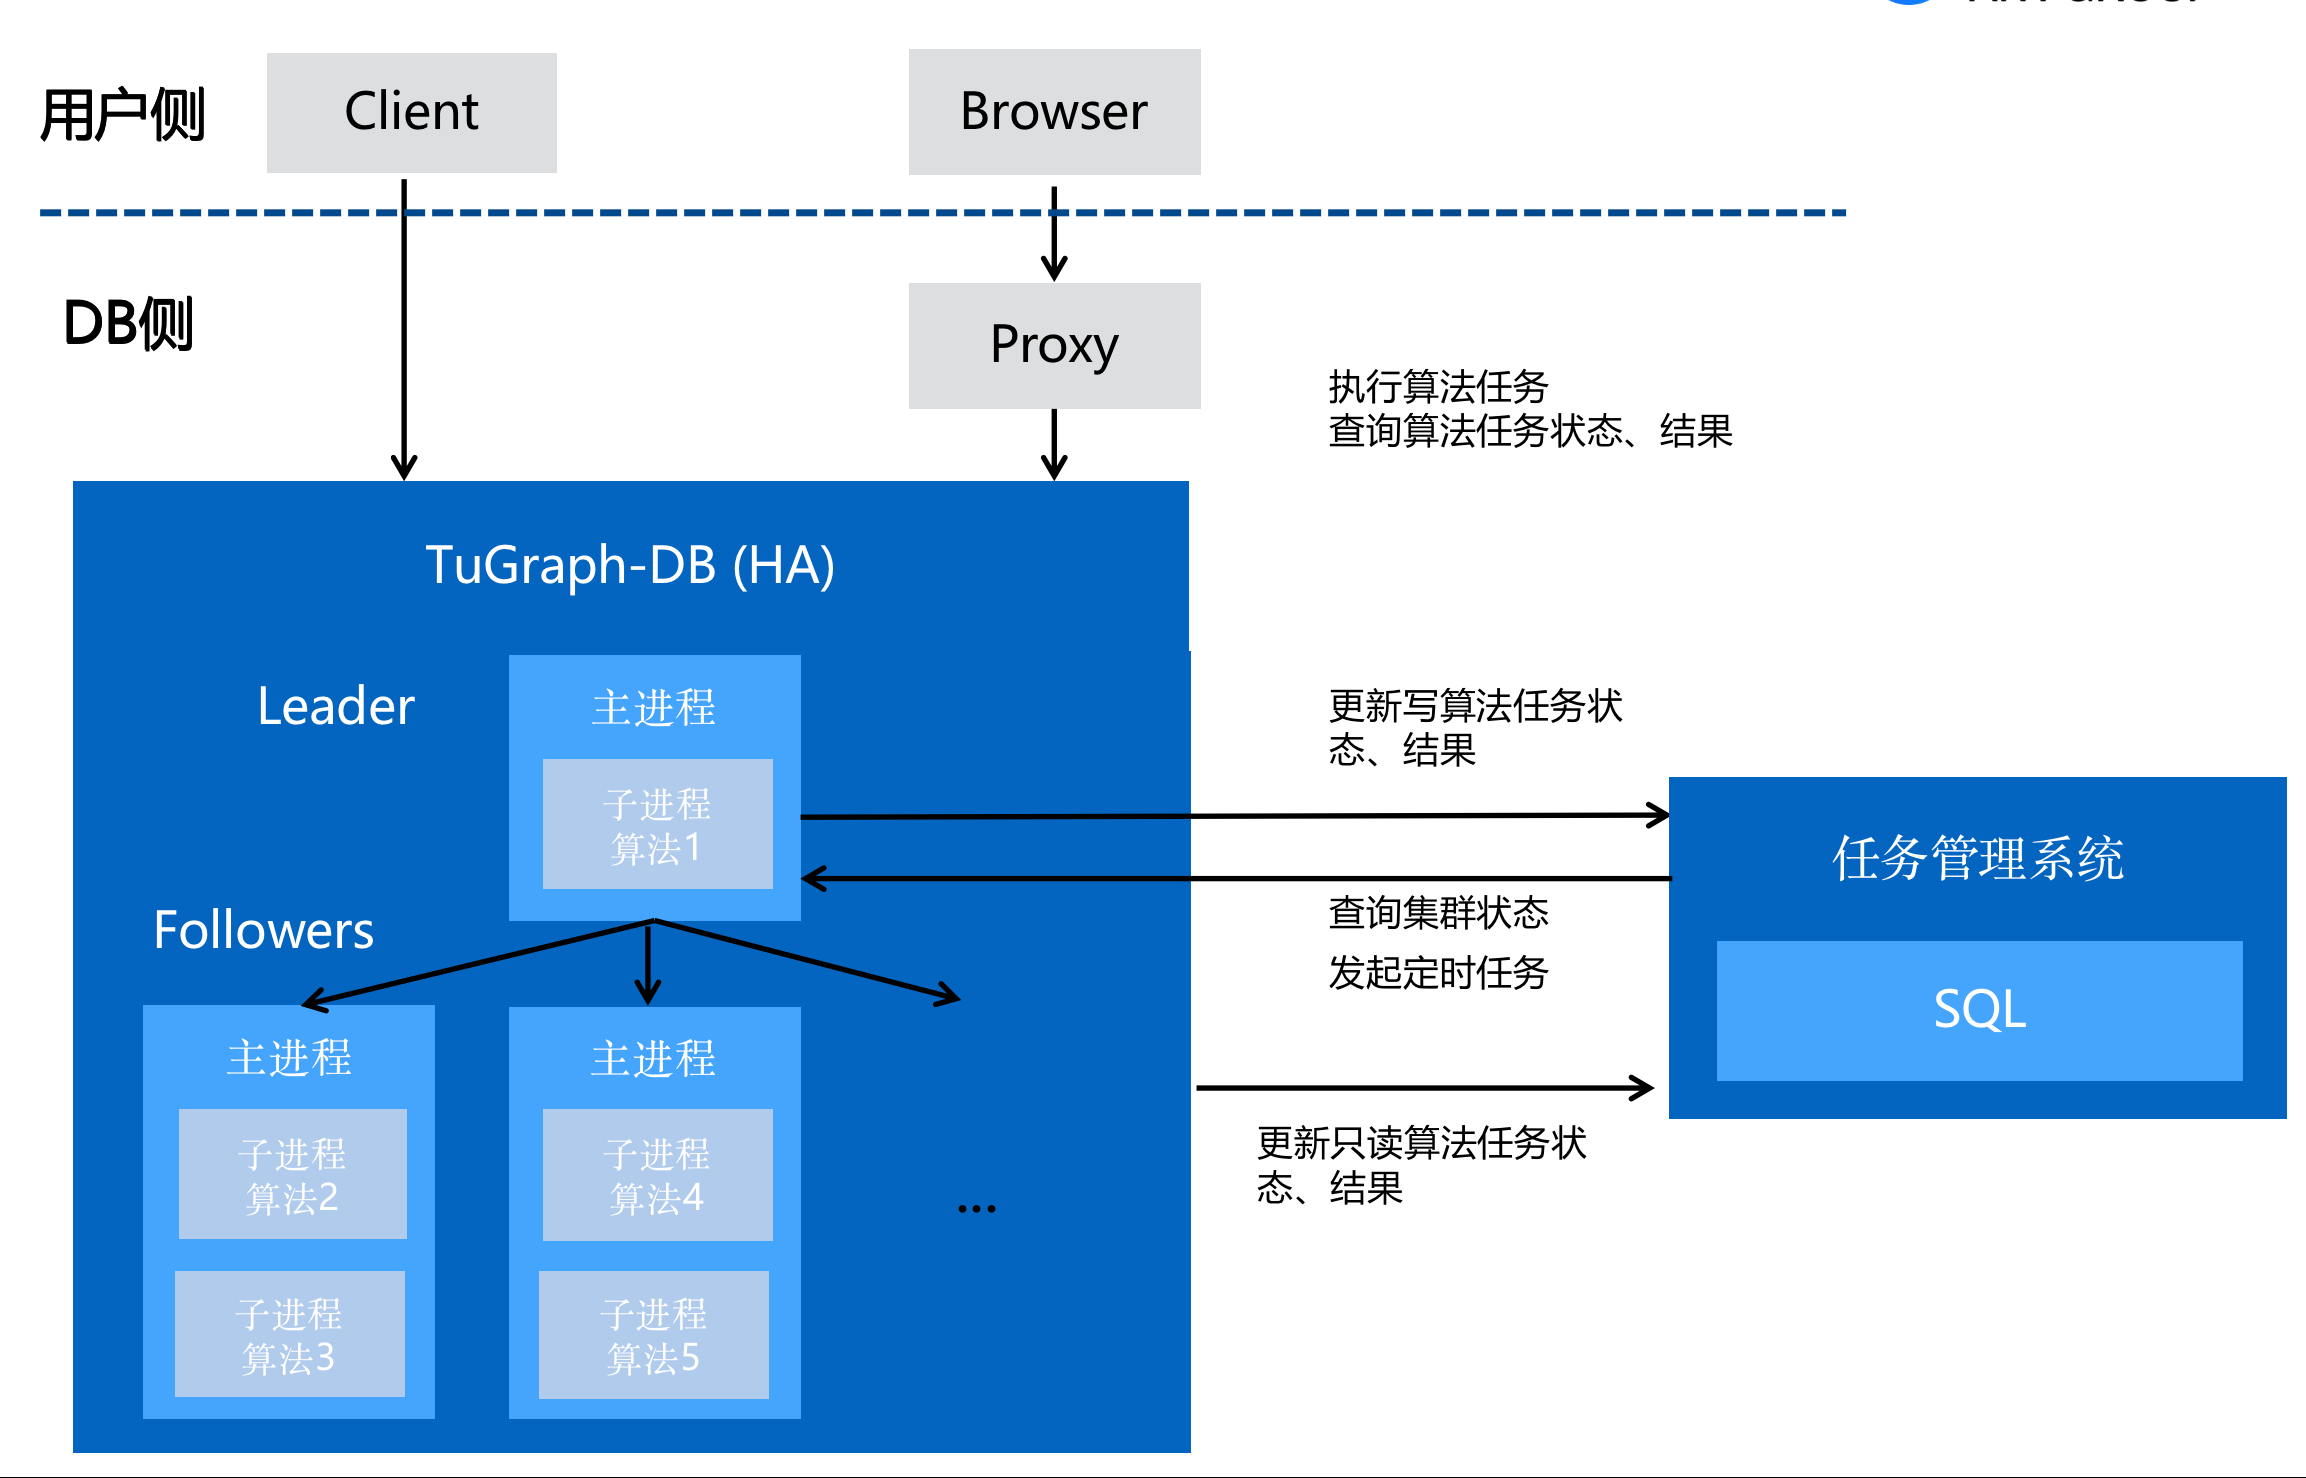 用户侧
Client
Browser
DB侧
Proxy
执行算法任务
查询算法任务状态、结果
TuGraph-DB (HA)
Leader
主进程
子进程
算法1
更新写算法任务状
态、结果
任务管理系统
SQL
查询集群状态
发起定时任务
Followers
主进程
子进程
算法2
子进程
算法3
主进程
子进程
算法4
子进程
算法5
...
更新只读算法任务状
态、结果